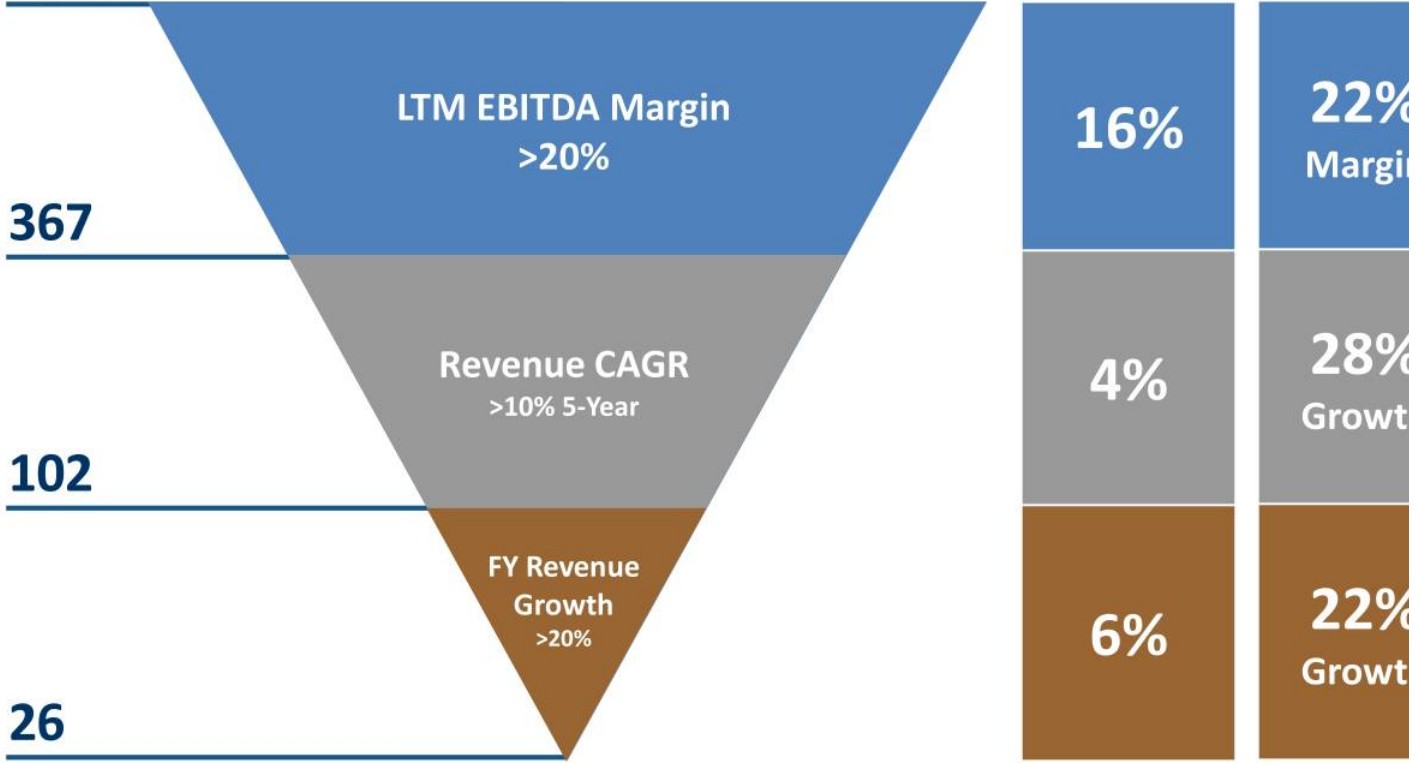 LTM EBITDA Margin
>20%
16%
22%
367
Revenue CAGR
>10% 5-Year
4%
28%
102
FY Revenue
Growth
>20%
6%
22%
26